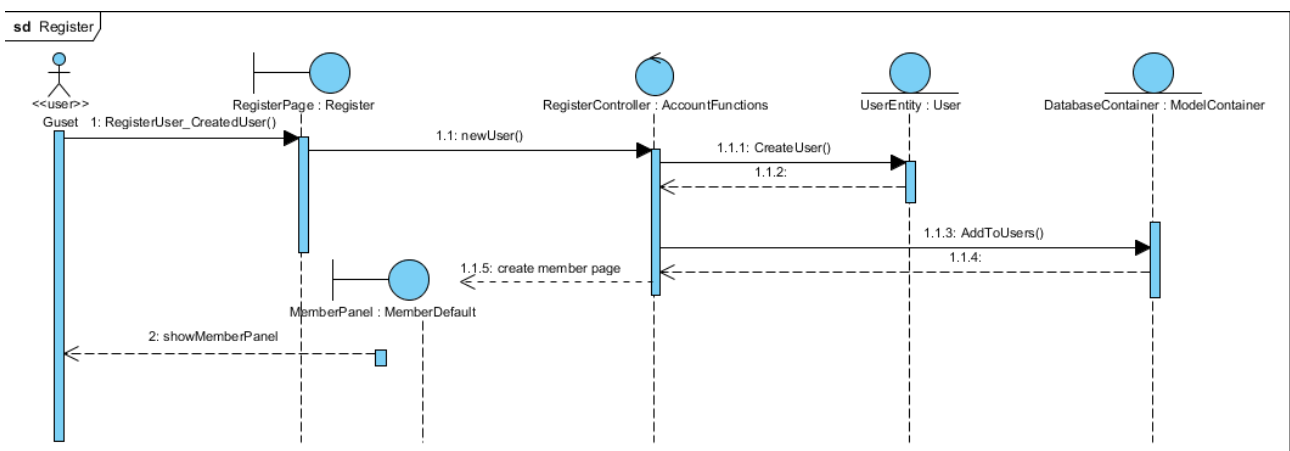 sd Register
<<user>>
Guset
RegisterPage : Register
RegisterController : AccountFunctions
UserEntity : User
DatabaseContainer : ModelContainer
1: RegisterUser_CreatedUser()
1.1: newUser()
1.1.1: CreateUser()
1.1.2:
1.1.3: AddToUsers()
1.1.4:
1.1.5: create member page
MemberPanel : MemberDefault
2: showMemberPanel